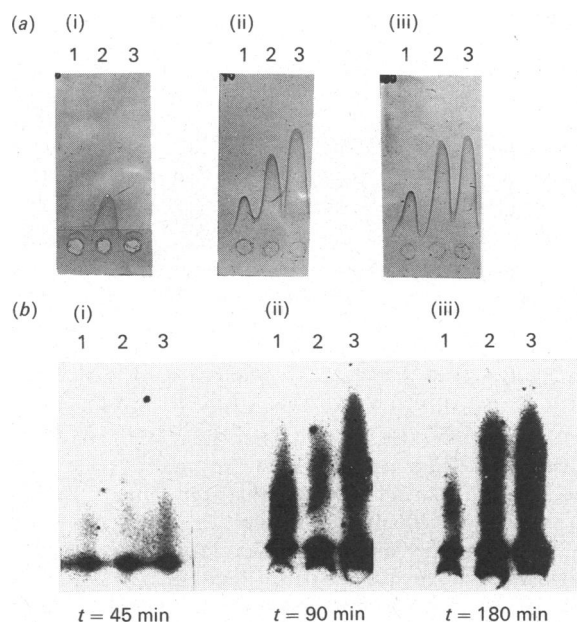 (a) (i) (ii) (iii)
1 2 3 1 2 3 1 2 3
(b) (i) (ii) (iii)
1 2 3 1 2 3 1 2 3
t = 45 min t = 90 min t = 180 min